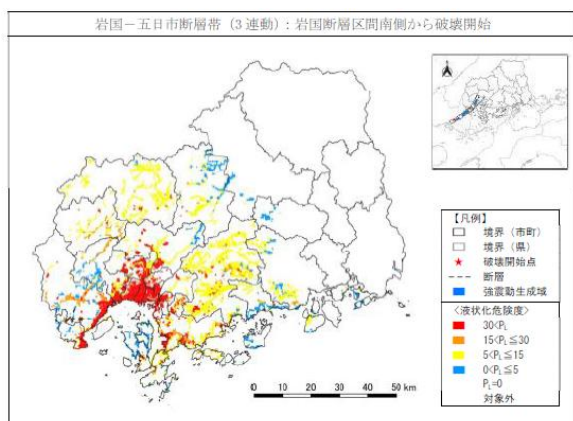 岩国－五日市断層帯（3連動）：岩国断層区間南側から破壊開始
N
【凡例】
境界（市町）
境界（県）
破壊開始点
断層
強震動生成域
<液状化危険度>
30<PL
15<PL≦30
5<PL≦15
0<PL≦5
PL=0
対象外
0 10 20 30 40 50 km